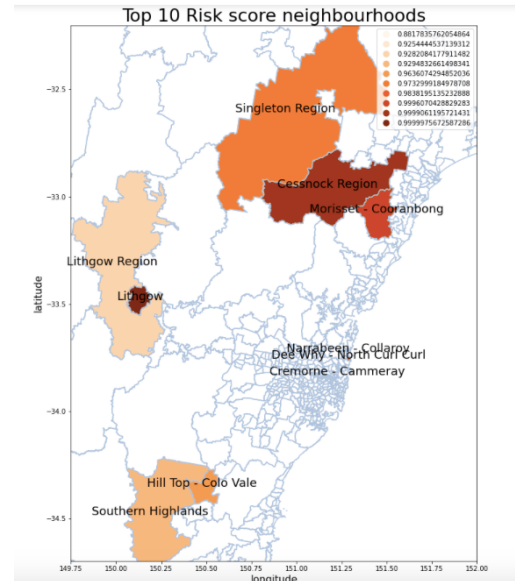 Top 10 Risk score neighbourhoods
0.8817835762054864
0.9254444537139312
0.9282084177911482
0.9294832661498341
0.9636074294852036
0.9732999184978708
0.9838195135232888
0.9996070428829283
0.9999061195721431
0.9999975672587286
Singleton Region
Cessnock Region
Morisset - Cooranbong
Lithgow Region
Lithgow
Narrabeen - Collaroy
Dee Why - North Curl Curl
Cremorne - Cammeray
Hill Top - Colo Vale
Southern Highlands
latitude
−32.5
−33.0
−33.5
−34.0
−34.5
149.75 150.00 150.25 150.50 150.75 151.00 151.25 151.50 151.75 152.00
longitude